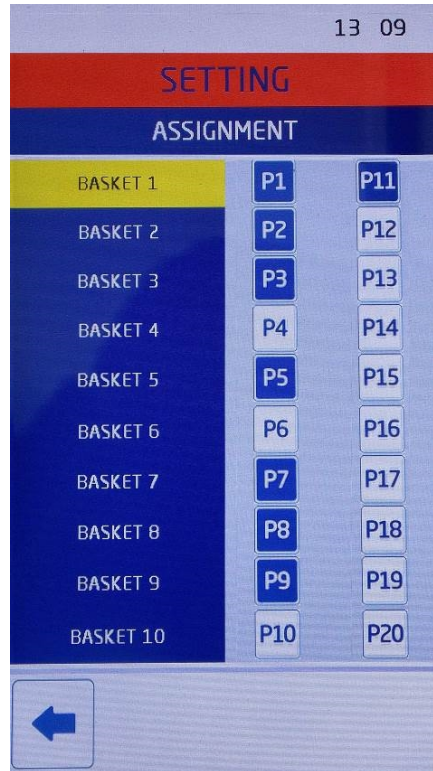 13 09
SETTING
ASSIGNMENT
BASKET 1 P1 P11
BASKET 2 P2 P12
BASKET 3 P3 P13
BASKET 4 P4 P14
BASKET 5 P5 P15
BASKET 6 P6 P16
BASKET 7 P7 P17
BASKET 8 P8 P18
BASKET 9 P9 P19
BASKET 10 P10 P20